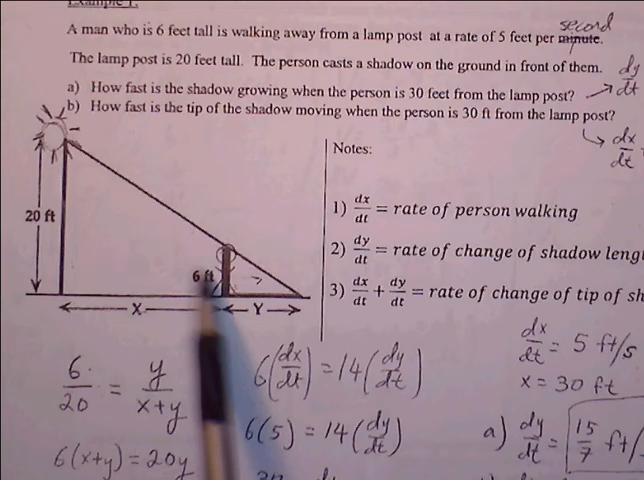 Example 1.
second
A man who is 6 feet tall is walking away from a lamp post at a rate of 5 feet per minute.
The lamp post is 20 feet tall. The person casts a shadow on the ground in front of them.
dy/dt
a) How fast is the shadow growing when the person is 30 feet from the lamp post?
b) How fast is the tip of the shadow moving when the person is 30 ft from the lamp post?
dx/dt
Notes:
1) dx/dt = rate of person walking
2) dy/dt = rate of change of shadow leng
3) dx/dt + dy/dt = rate of change of tip of sh
20 ft
6 ft
X
Y
dx/dt = 5 ft/s
x = 30 ft
6/20 = y/x+y
6(dx/dt) = 14(dy/dt)
6(5) = 14(dy/dt)
a) dy/dt = 15/7 ft/
6(x+y) = 20y